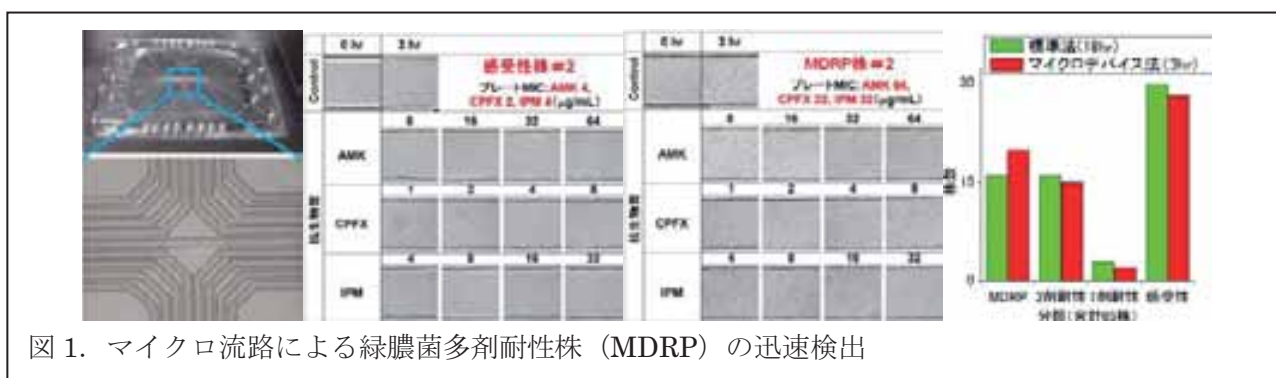 0 hr 3 hr
Control
感受性株 #2
プレートMIC: AMK 4,
CPFX 2, IPM 4(μg/mL)
8 16 32 64
AMK
1 2 4 8
CPFX
4 8 16 32
IPM
0 hr 3 hr
Control
MDRP株 #2
プレートMIC: AMK 64,
CPFX 32, IPM 32(μg/mL)
8 16 32 64
AMK
1 2 4 8
CPFX
8 16 32
IPM
標準法(18hr)
マイクロデバイス法(3hr)
30
15
0
MDRP 2剤耐性 1剤耐性 感受性
図 1. マイクロ流路による緑膿菌多剤耐性株（MDRP）の迅速検出